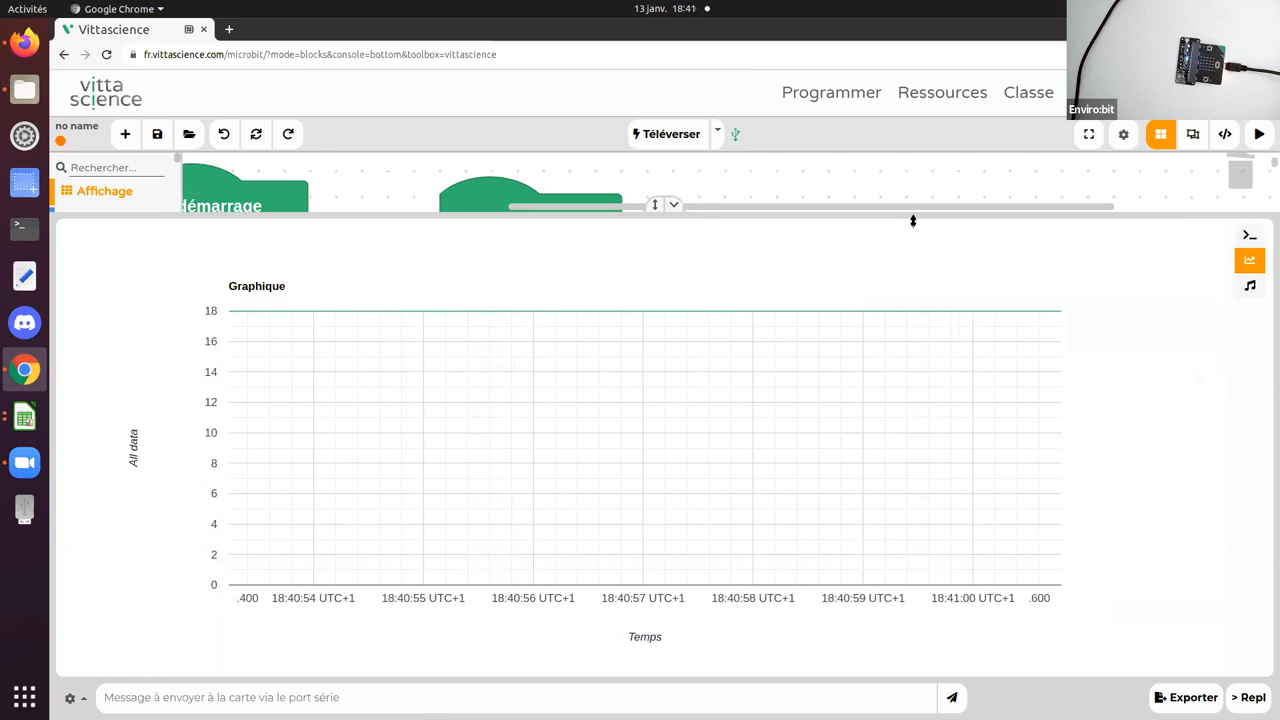 Activités
Google Chrome
13 janv. 18:41
Vittascience
fr.vittascience.com/microbit/?mode=blocks&console=bottom&toolbox=vittascience
Enviro:bit
vitta
science
Programmer Ressources Classe
no name
Téléverser
Rechercher...
Affichage
démarrage
Graphique
18
16
14
12
10
8
6
4
2
0
All data
.400 18:40:54 UTC+1 18:40:55 UTC+1 18:40:56 UTC+1 18:40:57 UTC+1 18:40:58 UTC+1 18:40:59 UTC+1 18:41:00 UTC+1 .600
Temps
Message à envoyer à la carte via le port série
Exporter
> Repl